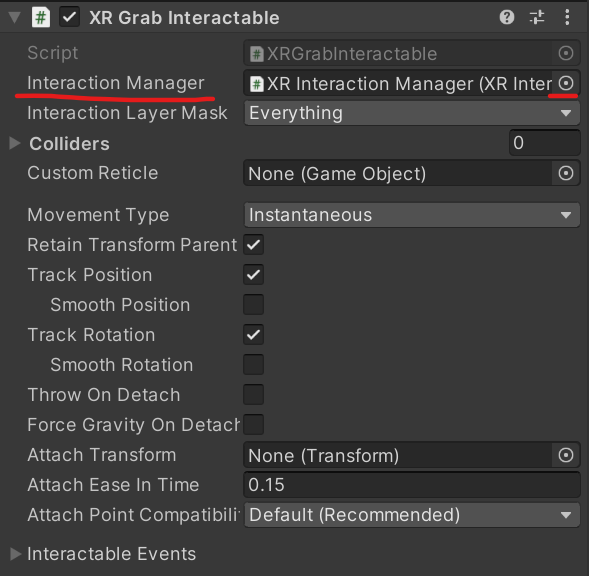 # XR Grab Interactable
Script #XRGrabInteractable
Interaction Manager #XR Interaction Manager (XR Inter
Interaction Layer Mask Everything
Colliders 0
Custom Reticle None (Game Object)
Movement Type Instantaneous
Retain Transform Parent
Track Position
Smooth Position
Track Rotation
Smooth Rotation
Throw On Detach
Force Gravity On Detach
Attach Transform None (Transform)
Attach Ease In Time 0.15
Attach Point Compatibili Default (Recommended)
Interactable Events